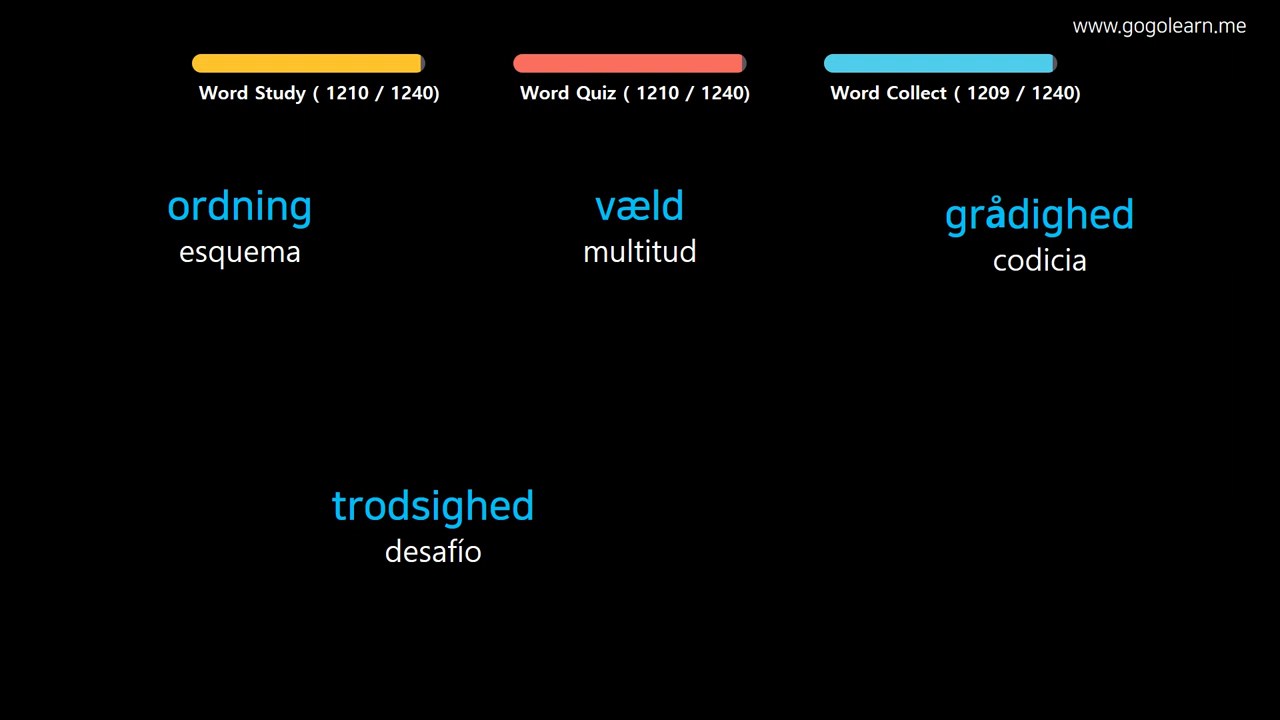 www.gogolearn.me
Word Study ( 1210 / 1240)
Word Quiz ( 1210 / 1240)
Word Collect ( 1209 / 1240)
ordning
esquema
væld
multitud
grådighed
codicia
trodsighed
desafío